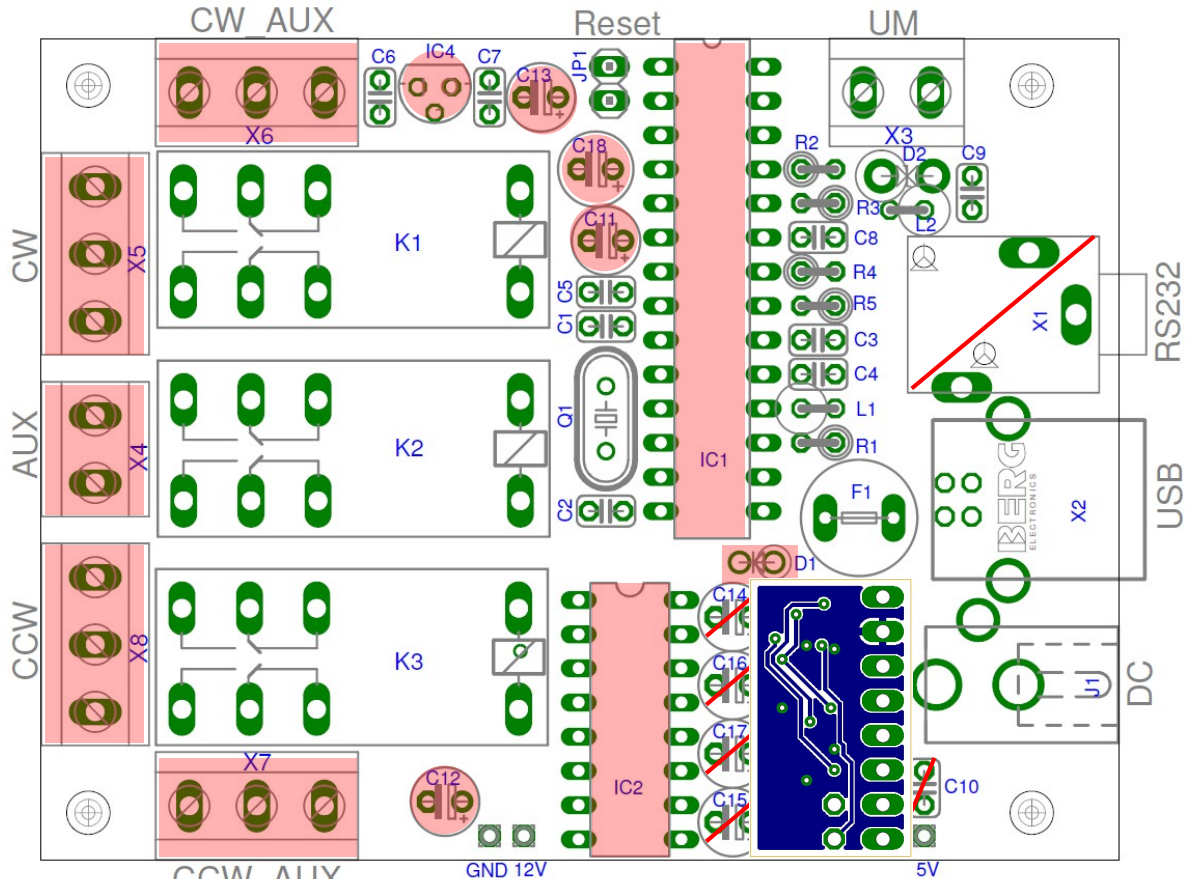 CW_AUX
Reset
UM
C6
IC4
C7
C13
JP1
X6
X3
R2
D2
C9
C18
R3
L2
C11
C8
CW
X5
K1
R4
C5
R5
X1
RS232
C1
C3
C4
AUX
X4
K2
Q1
L1
R1
IC1
F1
BERG
ELECTRONICS
X2
USB
C2
D1
C14
CCW
X8
K3
C16
J1
DC
C17
X7
C12
IC2
C15
C10
GND 12V
5V
CCW_AUX
+
+
+
+